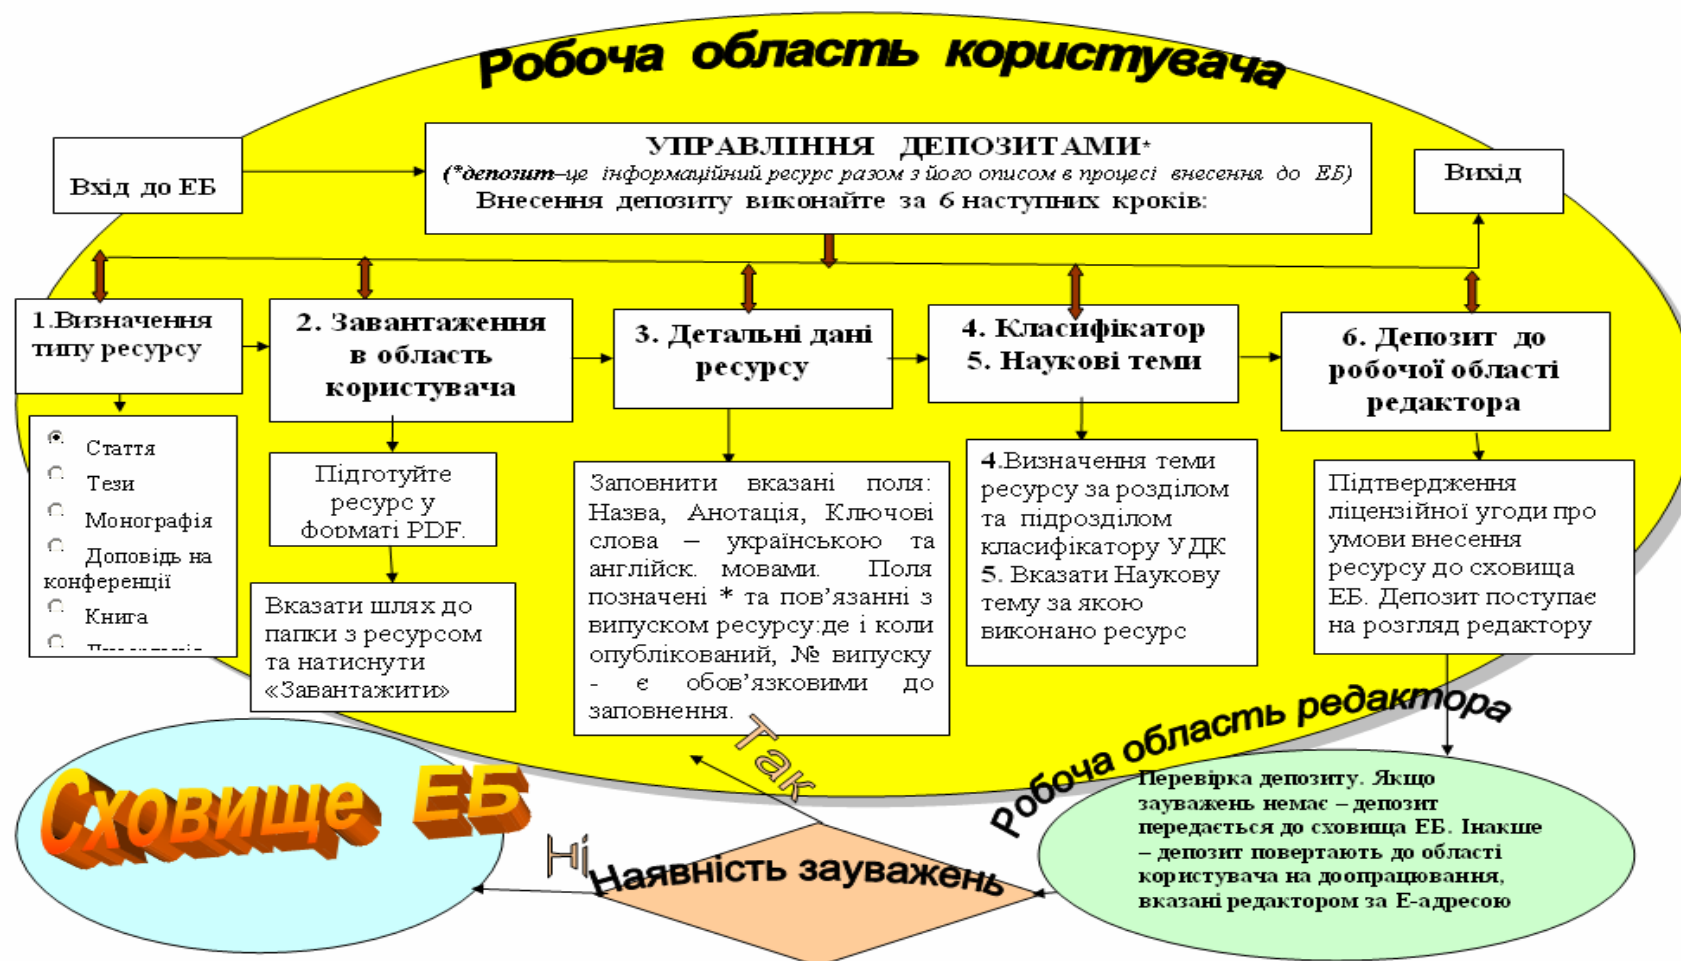 Робоча область користувача
Вхід до ЕБ
УПРАВЛІННЯ ДЕПОЗИТАМИ*
(*депозит–це інформаційний ресурс разом з його описом в процесі внесення до ЕБ)
Внесення депозиту виконайте за 6 наступних кроків:
Вихід
1.Визначення
типу ресурсу
2. Завантаження
в область
користувача
3. Детальні дані
ресурсу
4. Класифікатор
5. Наукові теми
6. Депозит до
робочої області
редактора
Стаття
Тези
Монографія
Доповідь на
конференції
Книга
Підготуйте
ресурс у
форматі PDF.
Вказати шлях до
папки з ресурсом
та натиснути
«Завантажити»
Заповнити вказані поля:
Назва, Анотація, Ключові
слова – українською та
англійск. мовами. Поля
позначені * та пов’язанні з
випуском ресурсу:де і коли
опублікований, № випуску
- є обов’язковими до
заповнення.
4.Визначення теми
ресурсу за розділом
та підрозділом
класифікатору УДК
5. Вказати Наукову
тему за якою
виконано ресурс
Підтвердження
ліцензійної угоди про
умови внесення
ресурсу до сховища
ЕБ. Депозит поступає
на розгляд редактору
Робоча область редактора
Перевірка депозиту. Якщо
зауважень немає – депозит
передається до сховища ЕБ. Інакше
– депозит повертають до області
користувача на доопрацювання,
вказані редактором за Е-адресою
Так
Наявність зауважень
Ні
Сховище ЕБ